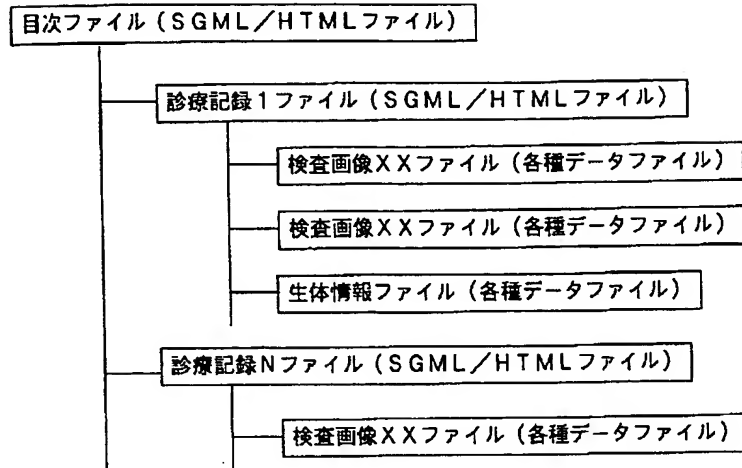 目次ファイル（ＳＧＭＬ／ＨＴＭＬファイル）
診療記録１ファイル（ＳＧＭＬ／ＨＴＭＬファイル）
検査画像ＸＸファイル（各種データファイル）
検査画像ＸＸファイル（各種データファイル）
生体情報ファイル（各種データファイル）
診療記録Ｎファイル（ＳＧＭＬ／ＨＴＭＬファイル）
検査画像ＸＸファイル（各種データファイル）